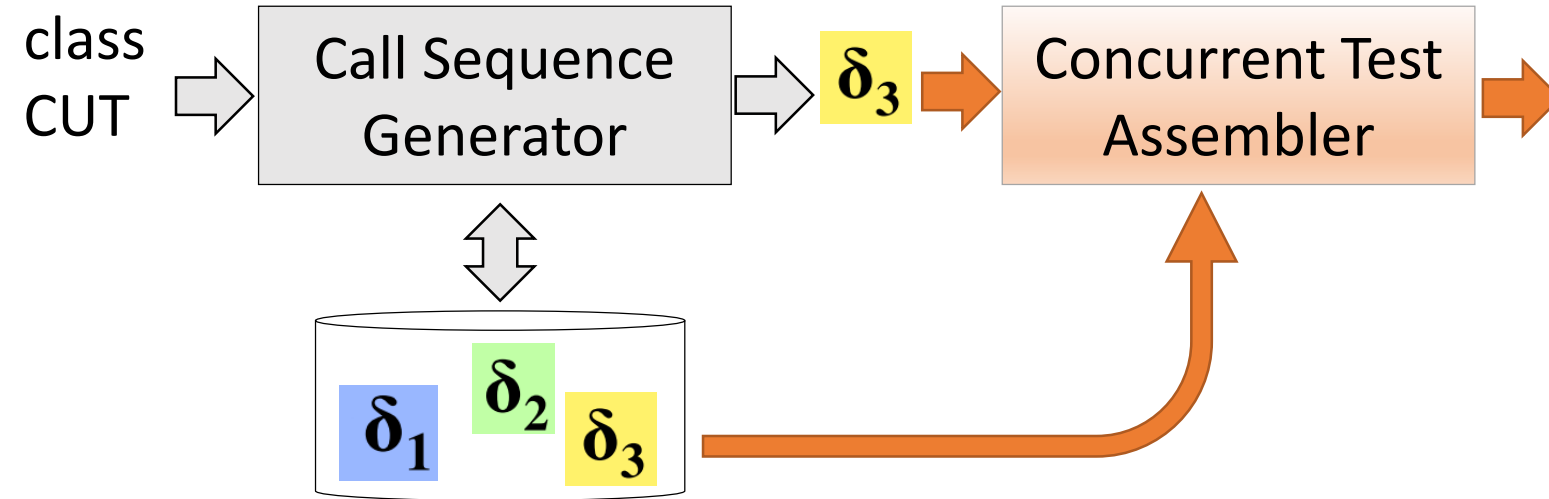 class
CUT
Call Sequence
Generator
δ₃
Concurrent Test
Assembler
δ₁
δ₂
δ₃